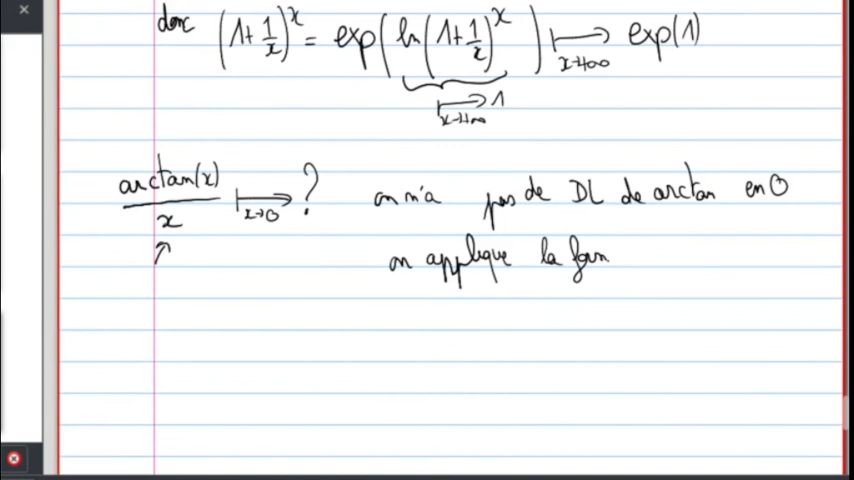 donc (1+1/x)^x = exp(ln(1+1/x)^x) ⟼ exp(1)
x→+∞
⟼ 1
x→+∞
arctan(x)/x ⟼ ? on n'a pas de DL de arctan en 0
x→0
↑
on applique la form